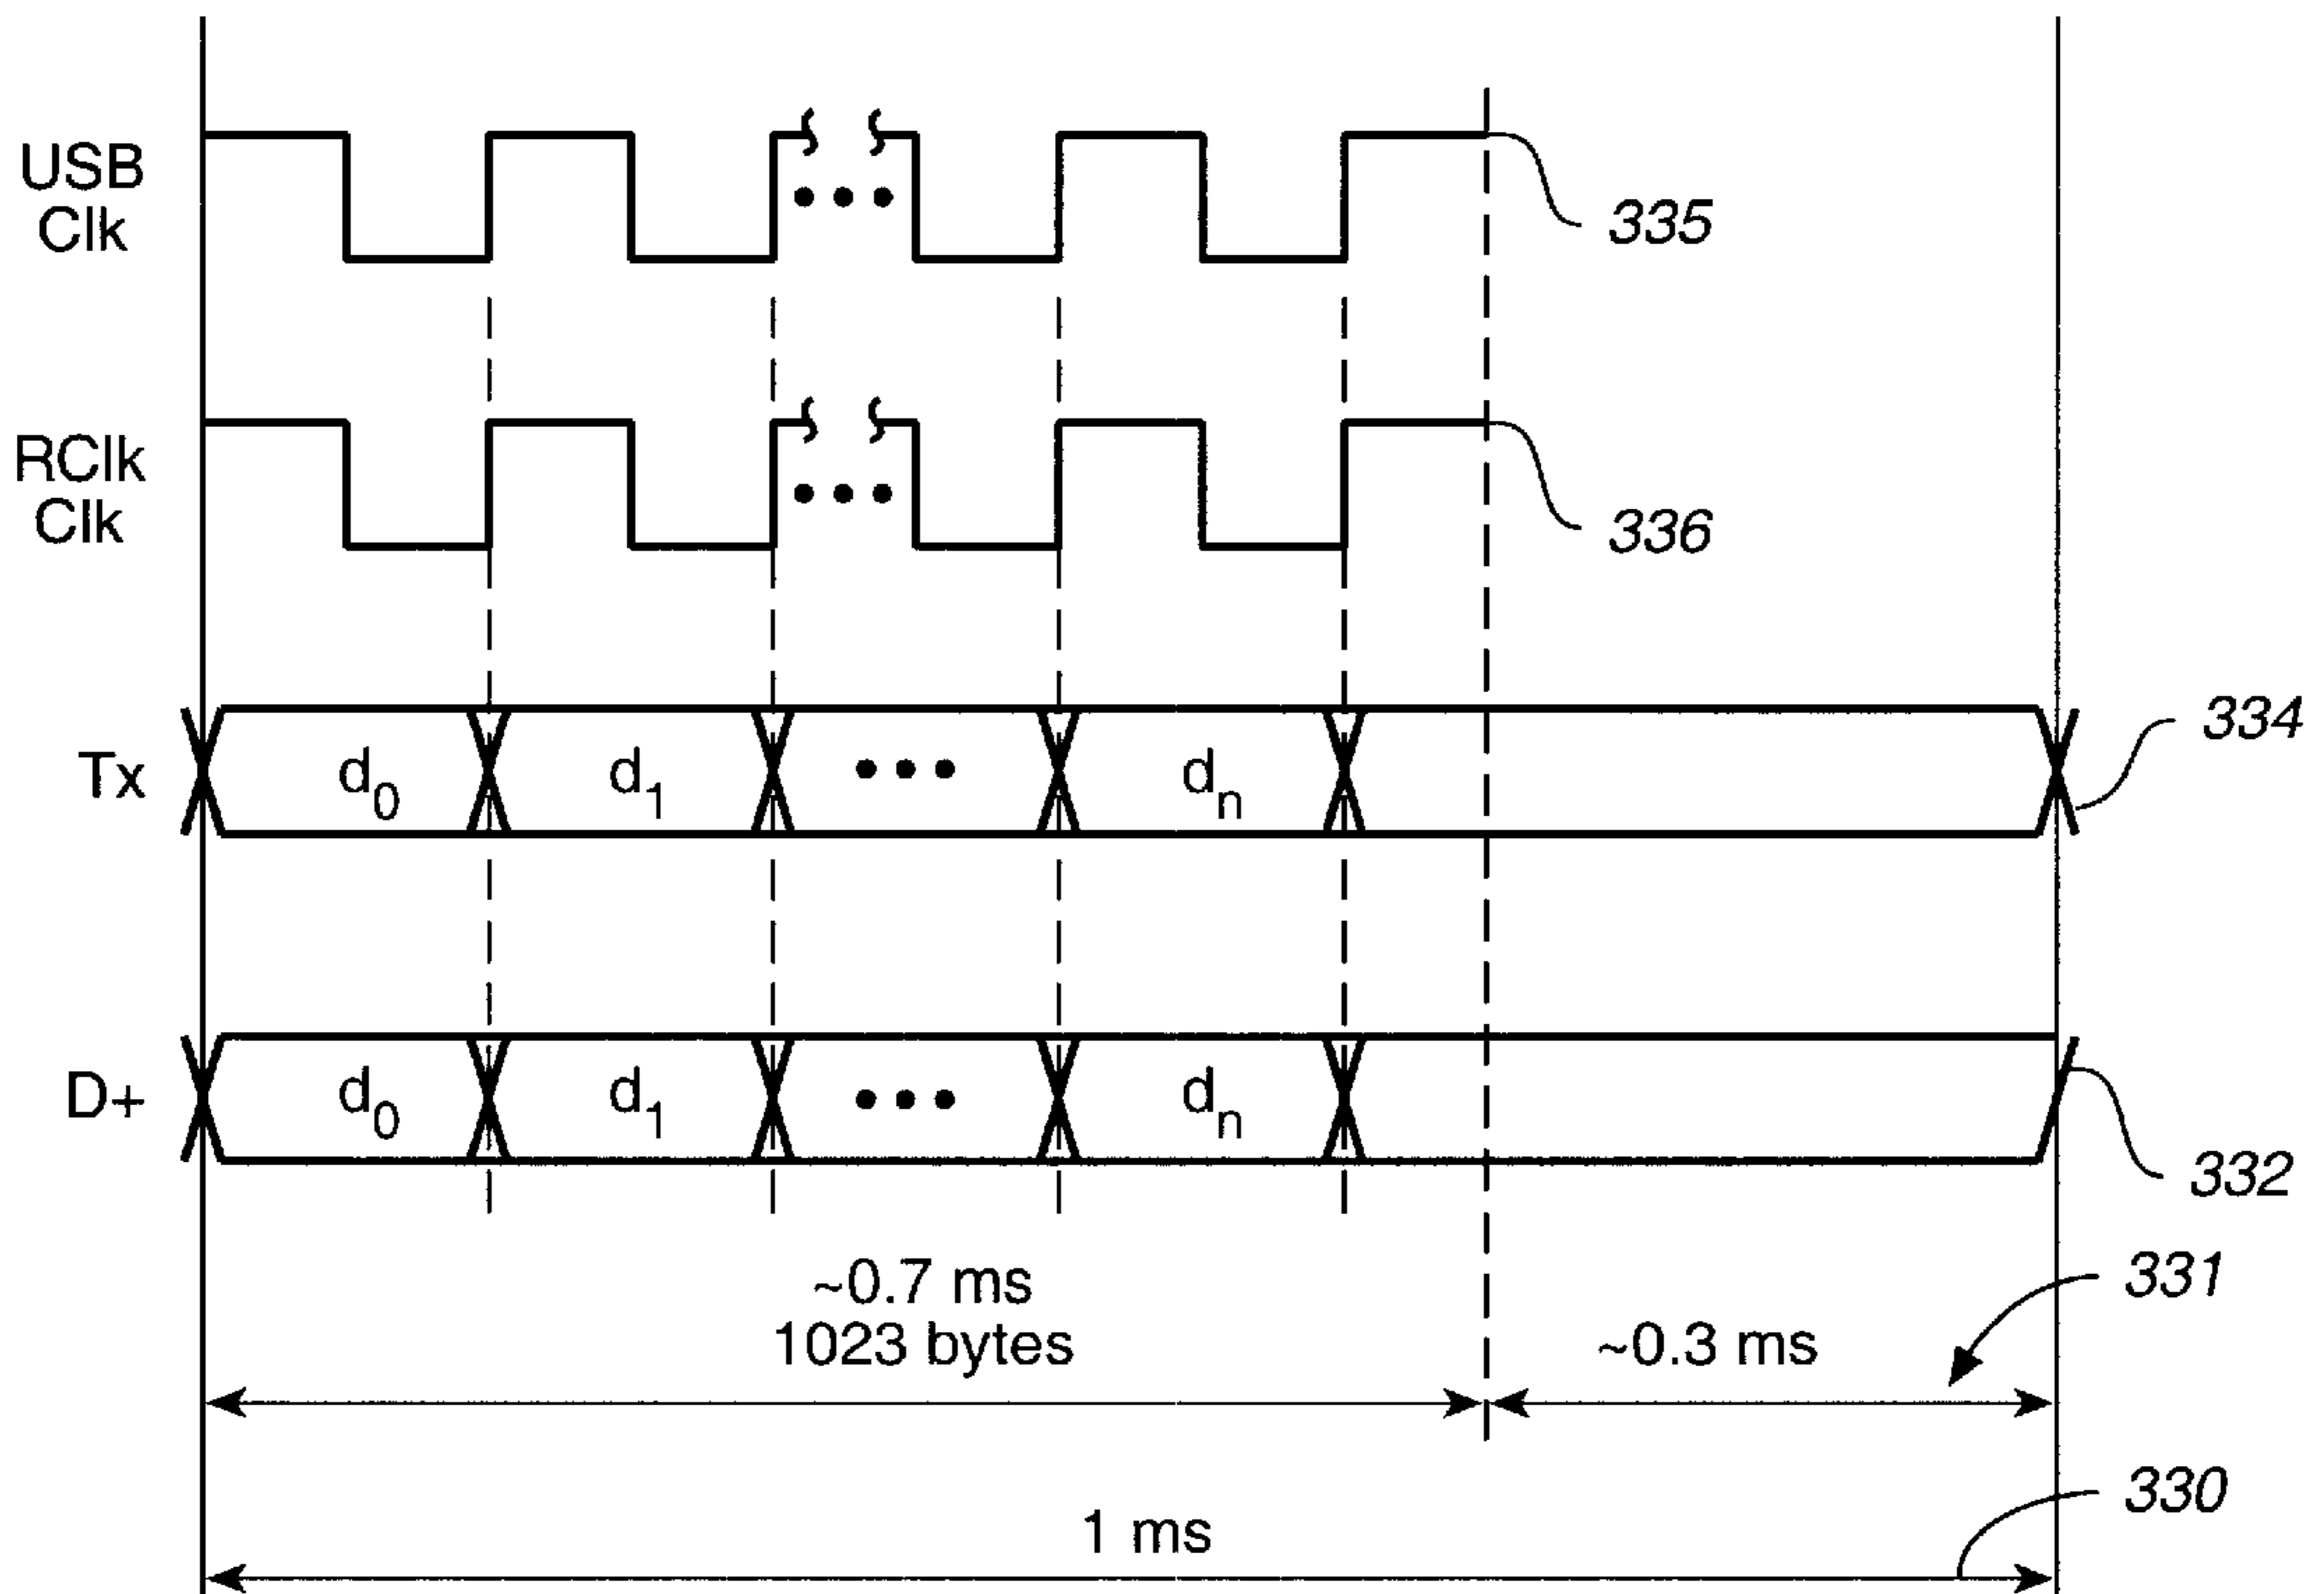 USB
Clk
335
RClk
Clk
336
334
Tx
d0
d1
dn
332
D+
d0
d1
dn
~0.7 ms
1023 bytes
~0.3 ms
331
1 ms
330